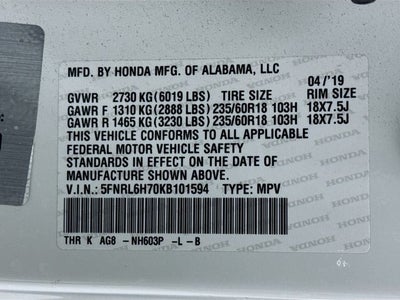 MFD. BY HONDA MFG. OF ALABAMA, LLC
04/'19
GVWR 2730 KG(6019 LBS) TIRE SIZE RIM SIZE
GAWR F 1310 KG(2888 LBS)235/60R18 103H 18X7.5J
GAWR R 1465 KG(3230 LBS)235/60R18 103H 18X7.5J
THIS VEHICLE CONFORMS TO ALL APPLICABLE
FEDERAL MOTOR VEHICLE SAFETY
STANDARDS IN EFFECT ON THE DATE OF
MANUFACTURE SHOWN ABOVE.
V.I.N.: 5FNRL6H70KB101594 TYPE: MPV
THR K AG8 -NH603P -L -B